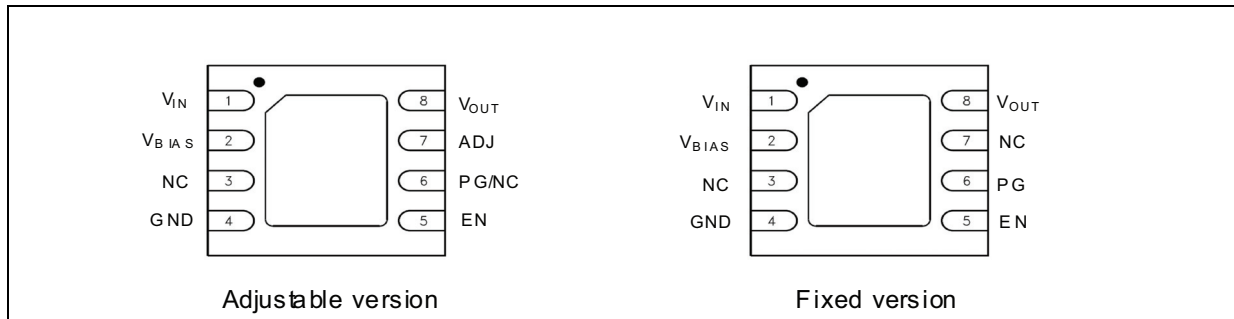 VIN 1 8 VOUT
VBIAS 2 7 ADJ
NC 3 6 PG/NC
GND 4 5 EN
Adjustable version
VIN 1 8 VOUT
VBIAS 2 7 NC
NC 3 6 PG
GND 4 5 EN
Fixed version